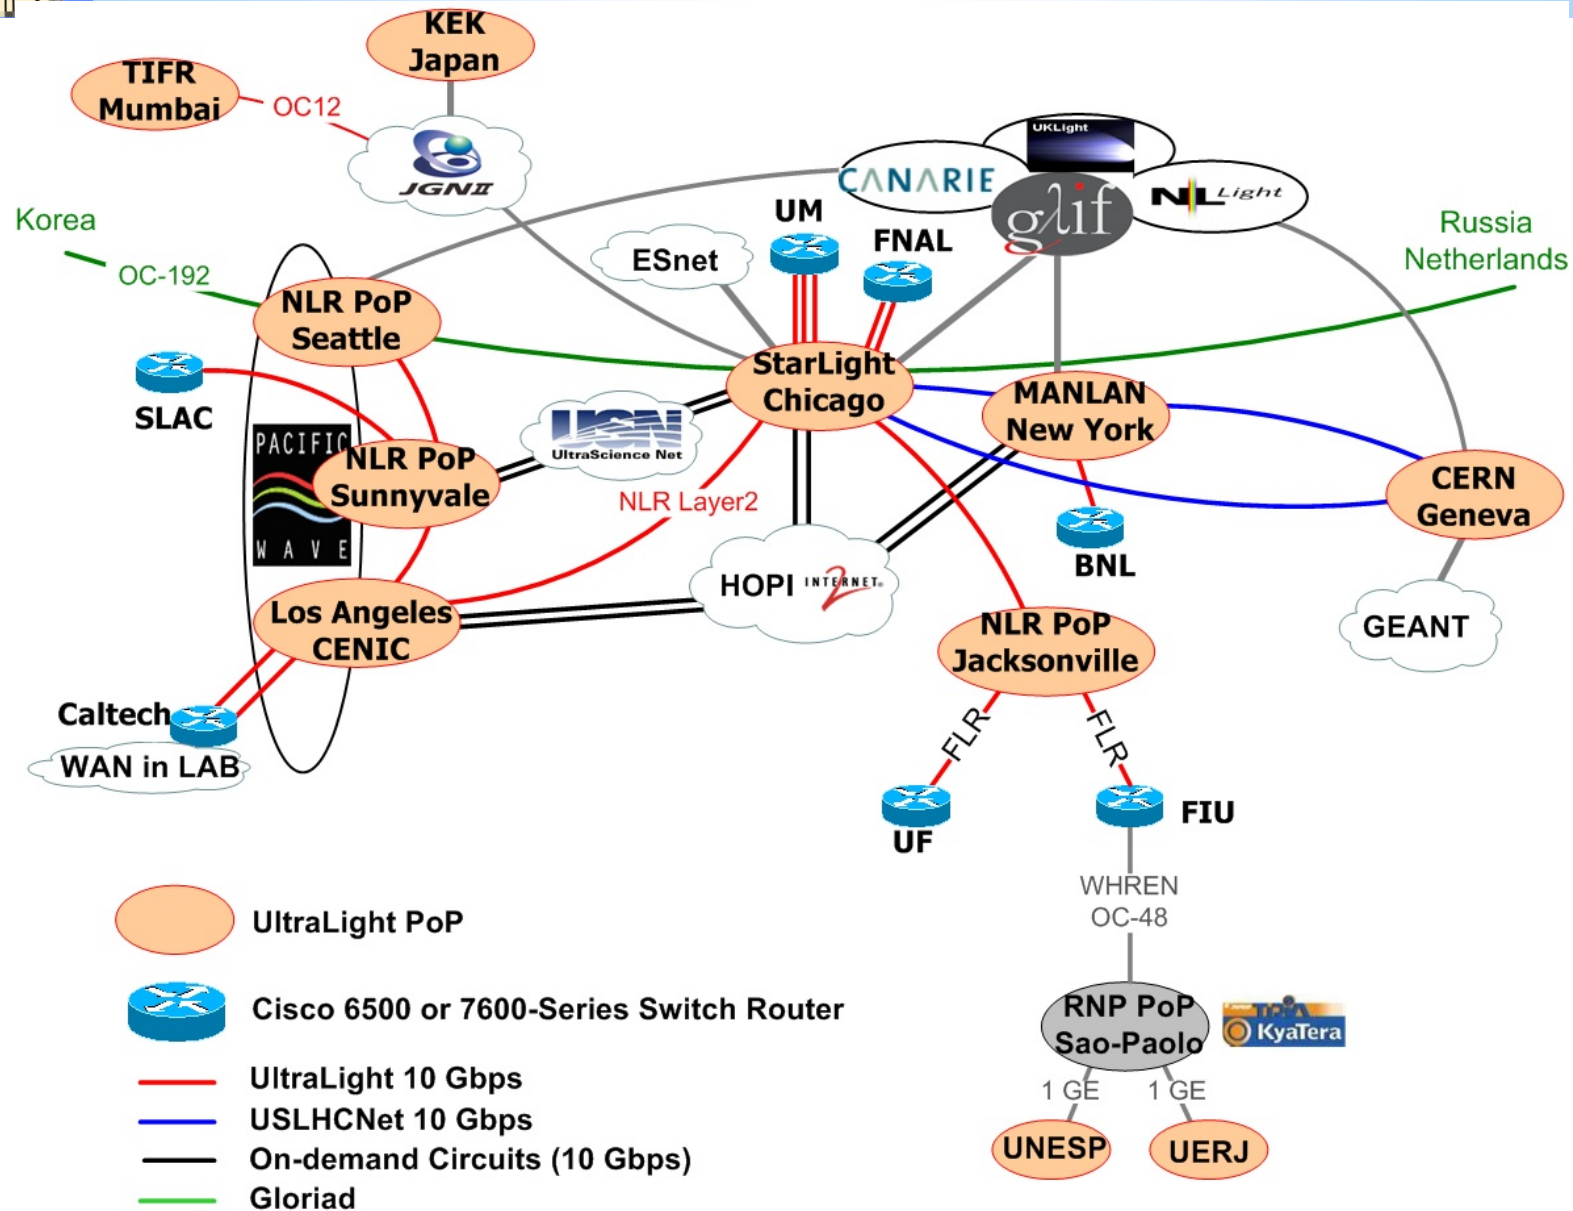 KEK
Japan
TIFR
Mumbai
OC12
JGNII
UKLight
CANARIE
NLLight
gλif
Korea
OC-192
UM
FNAL
ESnet
Russia
Netherlands
NLR PoP
Seattle
StarLight
Chicago
MANLAN
New York
SLAC
PACIFIC
WAVE
NLR PoP
Sunnyvale
USN
UltraScience Net
NLR Layer2
CERN
Geneva
BNL
HOPI INTERNET®
2
GEANT
Los Angeles
CENIC
NLR PoP
Jacksonville
Caltech
WAN in LAB
FLR
FLR
UF
FIU
WHREN
OC-48
RNP PoP
Sao-Paolo
KyaTera
1 GE
1 GE
UNESP
UERJ
UltraLight PoP
Cisco 6500 or 7600-Series Switch Router
UltraLight 10 Gbps
USLHCNet 10 Gbps
On-demand Circuits (10 Gbps)
Gloriad